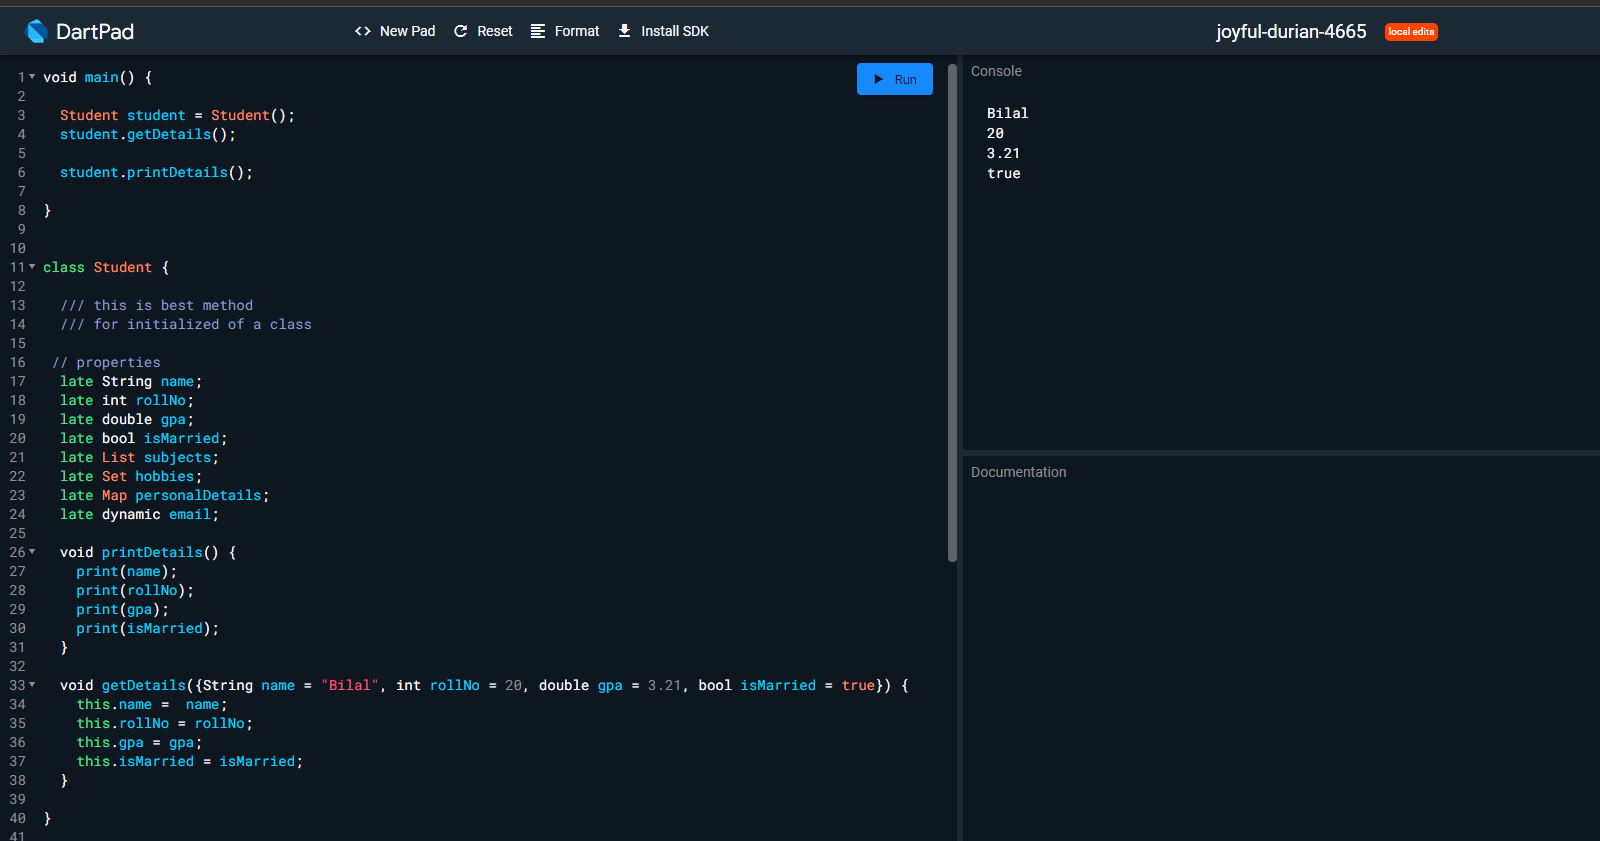 DartPad
<> New Pad Reset Format Install SDK
joyful-durian-4665 local edits
Run
1 void main() {
2
3   Student student = Student();
4   student.getDetails();
5
6   student.printDetails();
7
8 }
9
10
11 class Student {
12
13   /// this is best method
14   /// for initialized of a class
15
16  // properties
17   late String name;
18   late int rollNo;
19   late double gpa;
20   late bool isMarried;
21   late List subjects;
22   late Set hobbies;
23   late Map personalDetails;
24   late dynamic email;
25
26   void printDetails() {
27     print(name);
28     print(rollNo);
29     print(gpa);
30     print(isMarried);
31   }
32
33   void getDetails({String name = "Bilal", int rollNo = 20, double gpa = 3.21, bool isMarried = true}) {
34     this.name =  name;
35     this.rollNo = rollNo;
36     this.gpa = gpa;
37     this.isMarried = isMarried;
38   }
39
40 }
41
Console
Bilal
20
3.21
true
Documentation